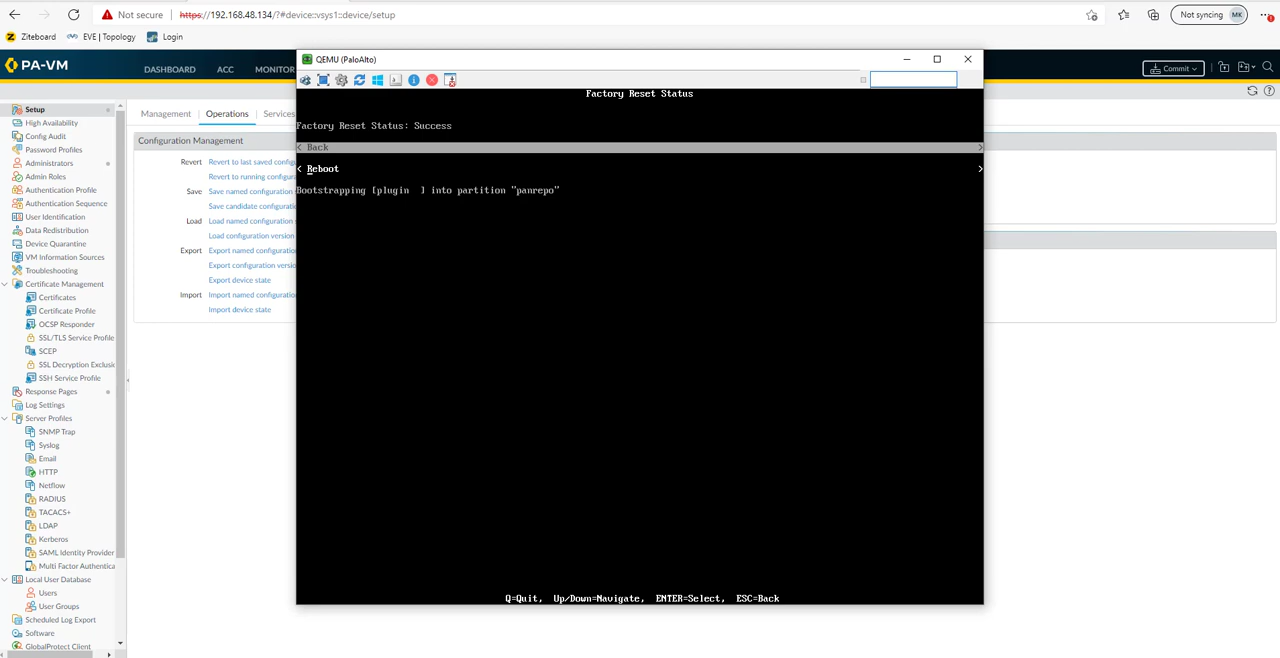 Not secure
https://192.168.48.134/?#device::vsys1::device/setup
Not syncing MK
Ziteboard EVE | Topology Login
PA-VM
DASHBOARD ACC MONITOR
Commit
QEMU (PaloAlto)
Setup
High Availability
Config Audit
Password Profiles
Administrators
Admin Roles
Authentication Profile
Authentication Sequence
User Identification
Data Redistribution
Device Quarantine
VM Information Sources
Troubleshooting
Certificate Management
Certificates
Certificate Profile
OCSP Responder
SSL/TLS Service Profile
SCEP
SSL Decryption Exclusi
SSH Service Profile
Response Pages
Log Settings
Server Profiles
SNMP Trap
Syslog
Email
HTTP
Netflow
RADIUS
TACACS+
LDAP
Kerberos
SAML Identity Provider
Multi Factor Authentica
Local User Database
Users
User Groups
Scheduled Log Export
Software
GlobalProtect Client
Management Operations Services
Configuration Management
Revert Revert to last saved config
Revert to running configur
Save Save named configuration
Save candidate configura
Load Load named configuration
Load configuration version
Export Export named configuratio
Export configuration versio
Export device state
Import Import named configuratio
Import device state
Factory Reset Status
Factory Reset Status: Success
< Back >
< Reboot >
Bootstrapping [plugin ] into partition "panrepo"
Q=Quit, Up/Down=Navigate, ENTER=Select, ESC=Back